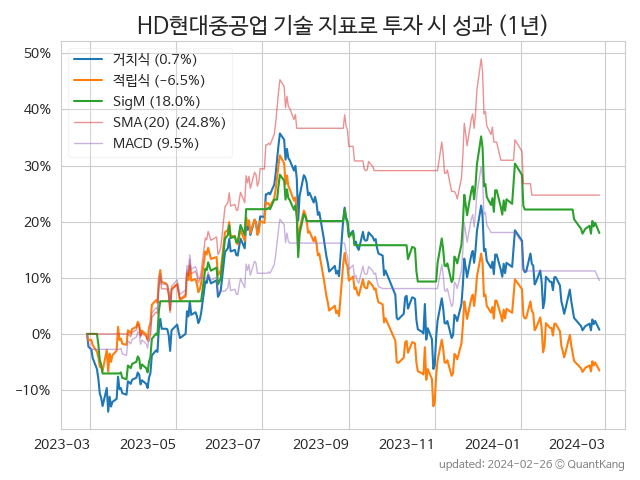 HD현대중공업 기술 지표로 투자 시 성과 (1년)
50%
40%
30%
20%
10%
0%
−10%
거치식 (0.7%)
적립식 (−6.5%)
SigM (18.0%)
SMA(20) (24.8%)
MACD (9.5%)
2023−03
2023−05
2023−07
2023−09
2023−11
2024−01
2024−03
updated: 2024-02-26 © QuantKang